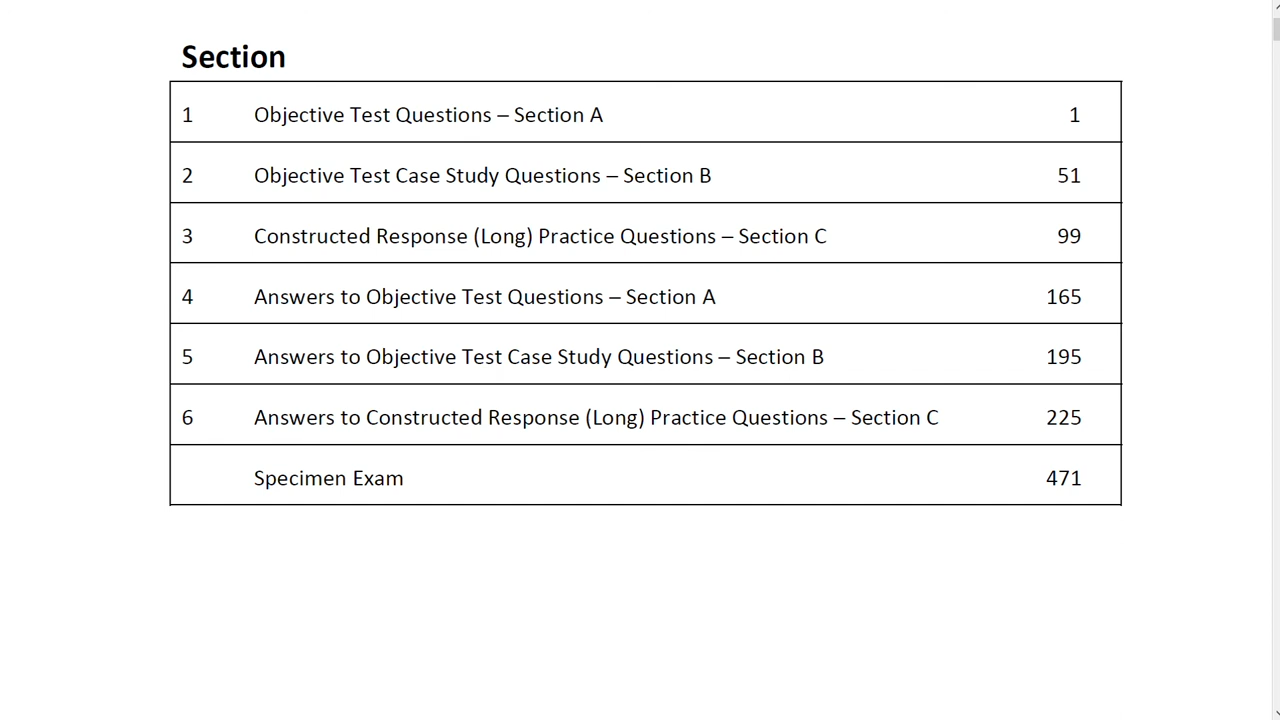 Section
1 Objective Test Questions – Section A 1
2 Objective Test Case Study Questions – Section B 51
3 Constructed Response (Long) Practice Questions – Section C 99
4 Answers to Objective Test Questions – Section A 165
5 Answers to Objective Test Case Study Questions – Section B 195
6 Answers to Constructed Response (Long) Practice Questions – Section C 225
Specimen Exam 471